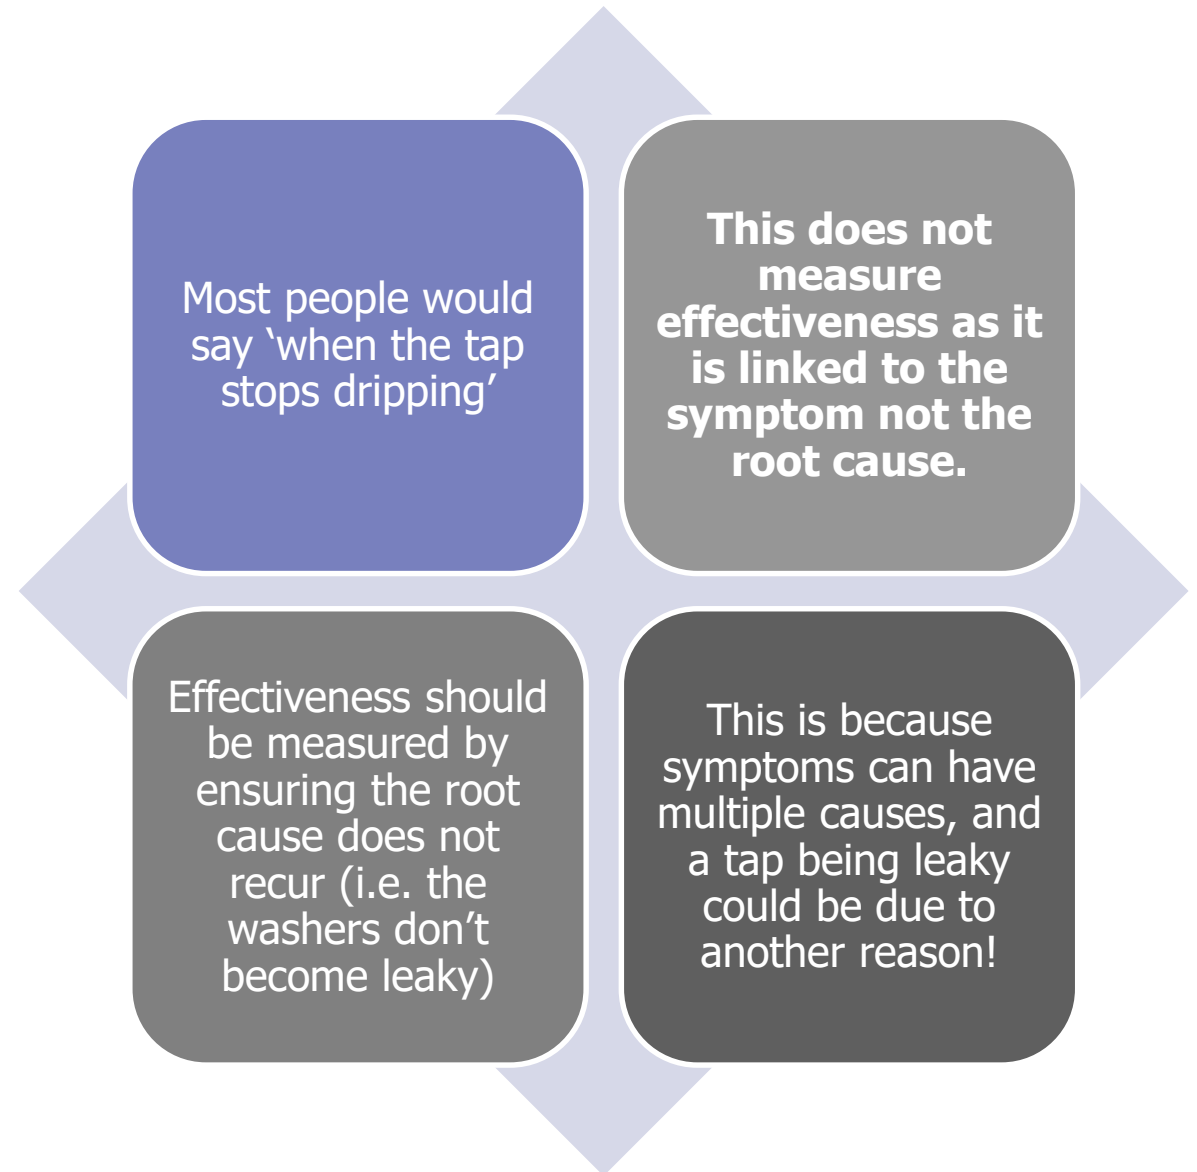 Most people would
say ‘when the tap
stops dripping’
This does not
measure
effectiveness as it
is linked to the
symptom not the
root cause.
Effectiveness should
be measured by
ensuring the root
cause does not
recur (i.e. the
washers don’t
become leaky)
This is because
symptoms can have
multiple causes, and
a tap being leaky
could be due to
another reason!